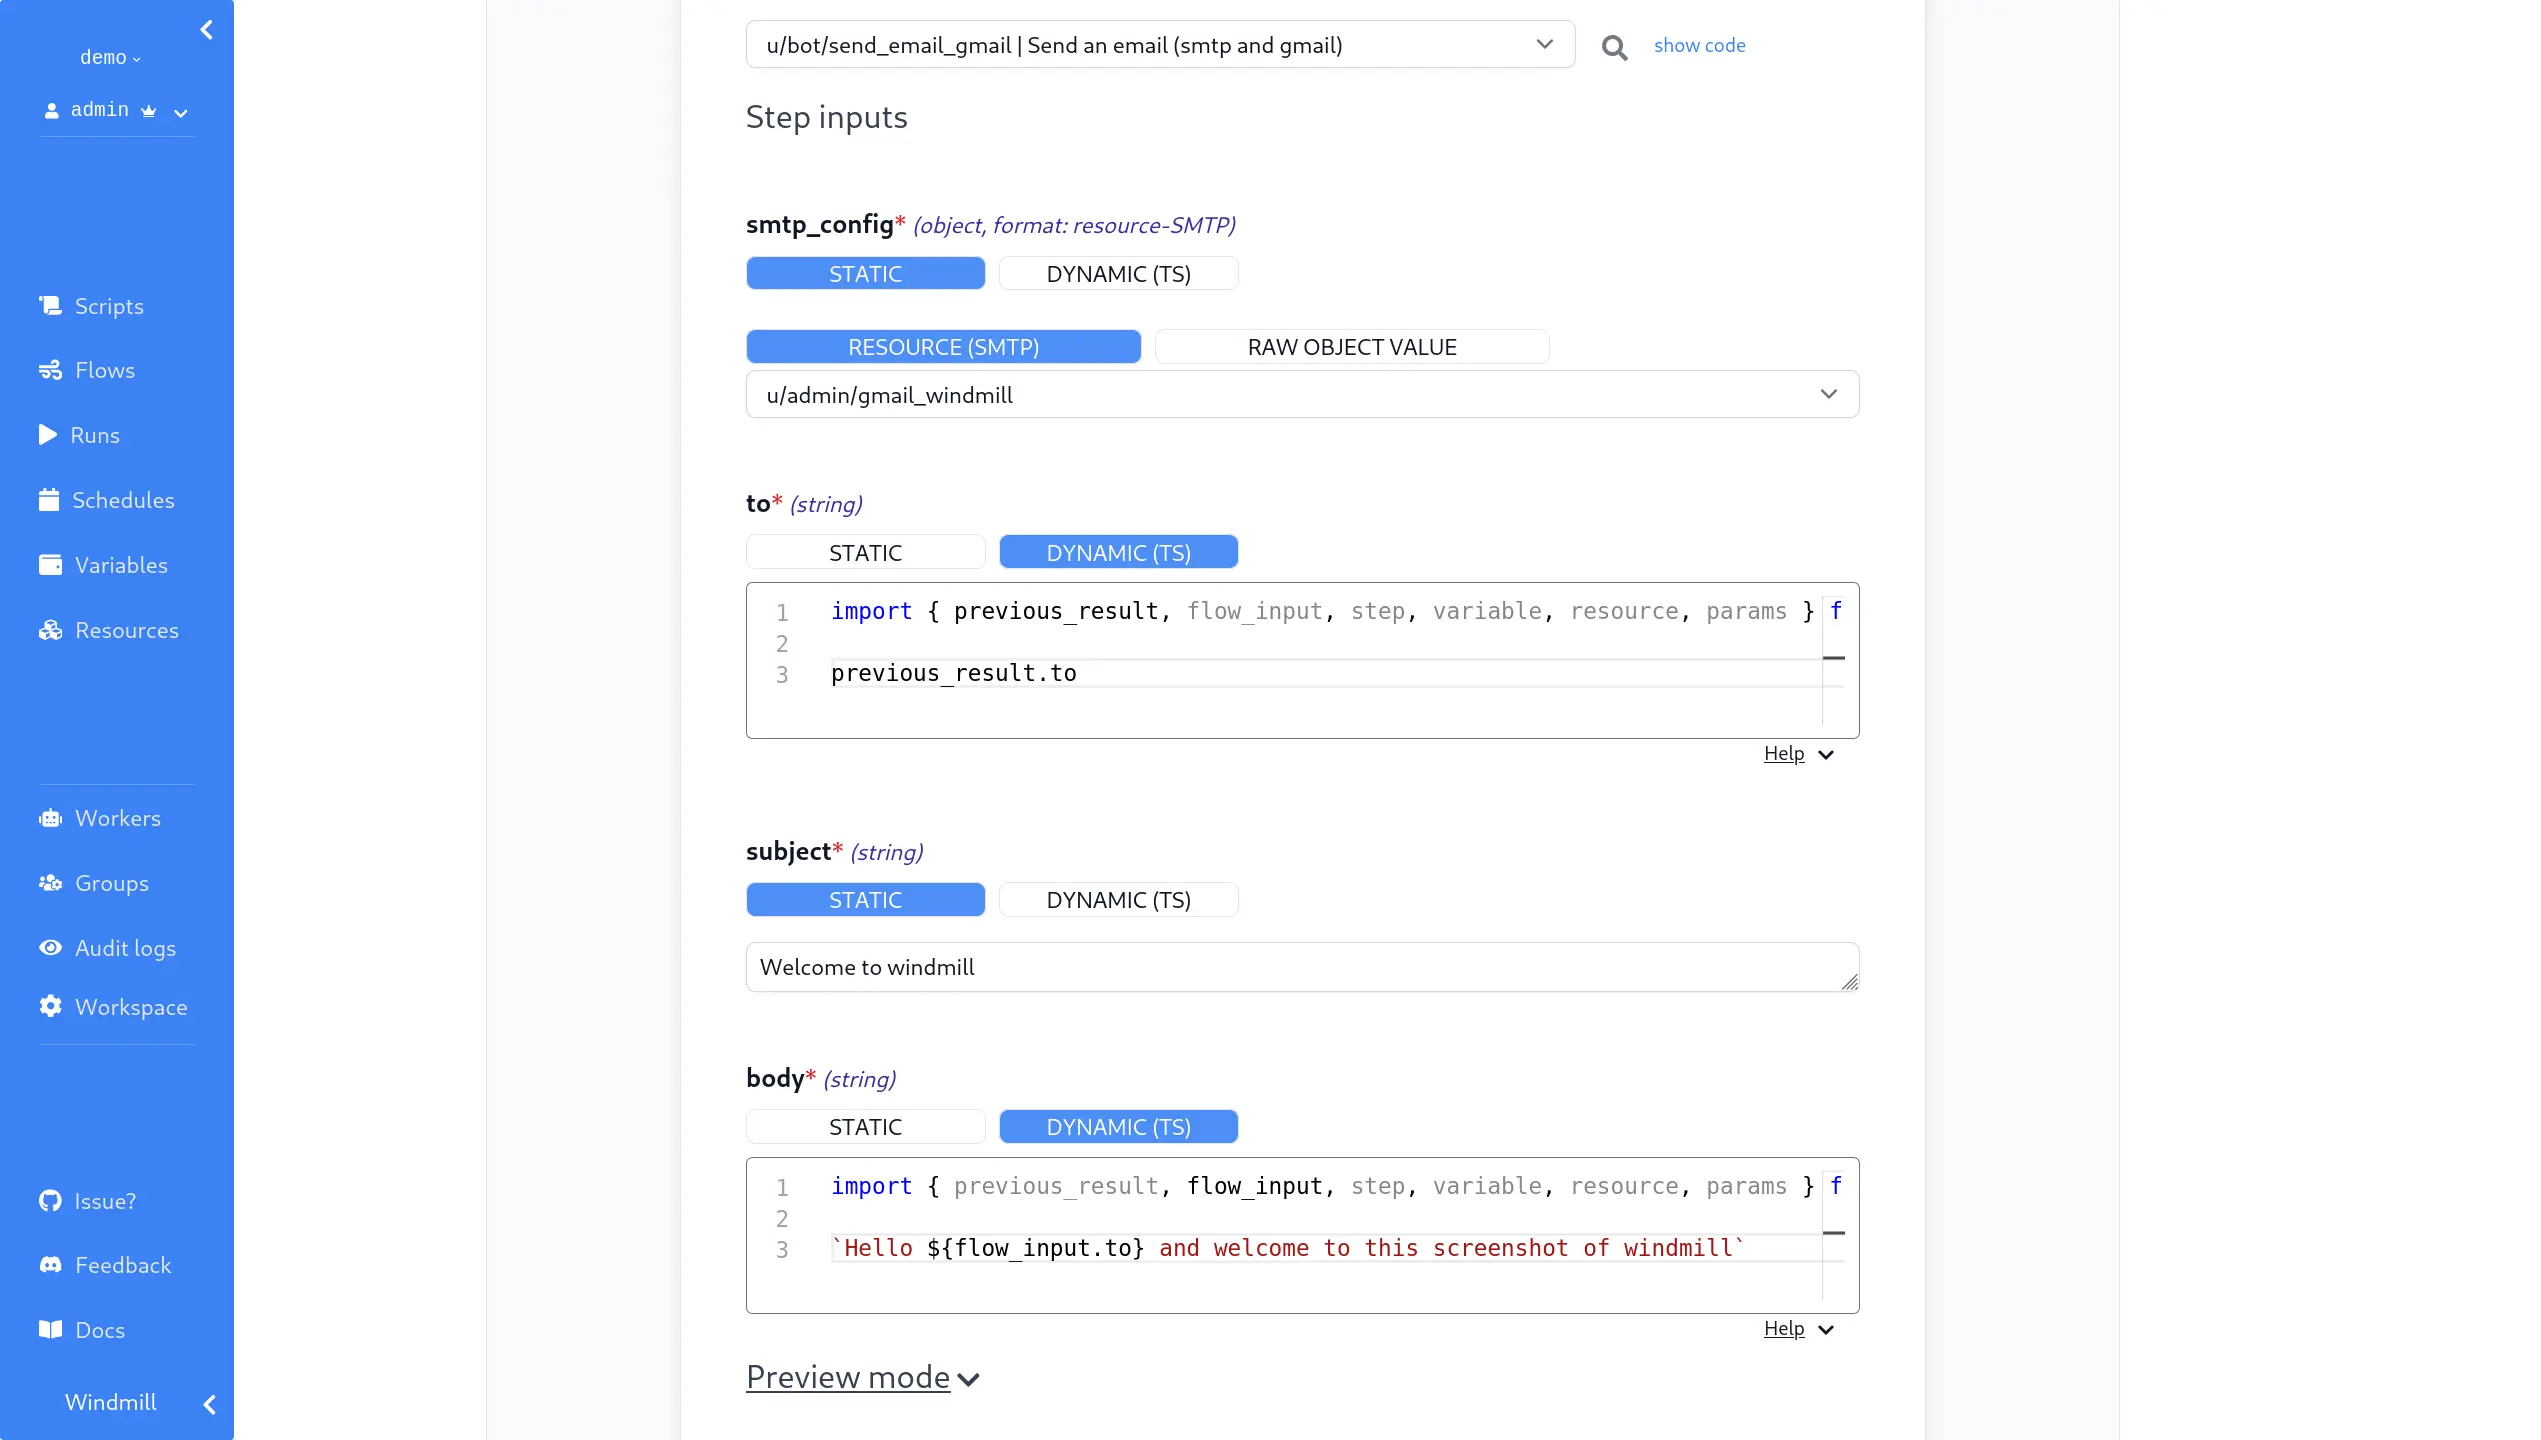 demo
admin
Scripts
Flows
Runs
Schedules
Variables
Resources
Workers
Groups
Audit logs
Workspace
Issue?
Feedback
Docs
Windmill
u/bot/send_email_gmail | Send an email (smtp and gmail)
show code
Step inputs
smtp_config* (object, format: resource-SMTP)
STATIC DYNAMIC (TS)
RESOURCE (SMTP) RAW OBJECT VALUE
u/admin/gmail_windmill
to* (string)
STATIC DYNAMIC (TS)
1 import { previous_result, flow_input, step, variable, resource, params } f
2
3 previous_result.to
Help
subject* (string)
STATIC DYNAMIC (TS)
Welcome to windmill
body* (string)
STATIC DYNAMIC (TS)
1 import { previous_result, flow_input, step, variable, resource, params } f
2
3 `Hello ${flow_input.to} and welcome to this screenshot of windmill`
Help
Preview mode